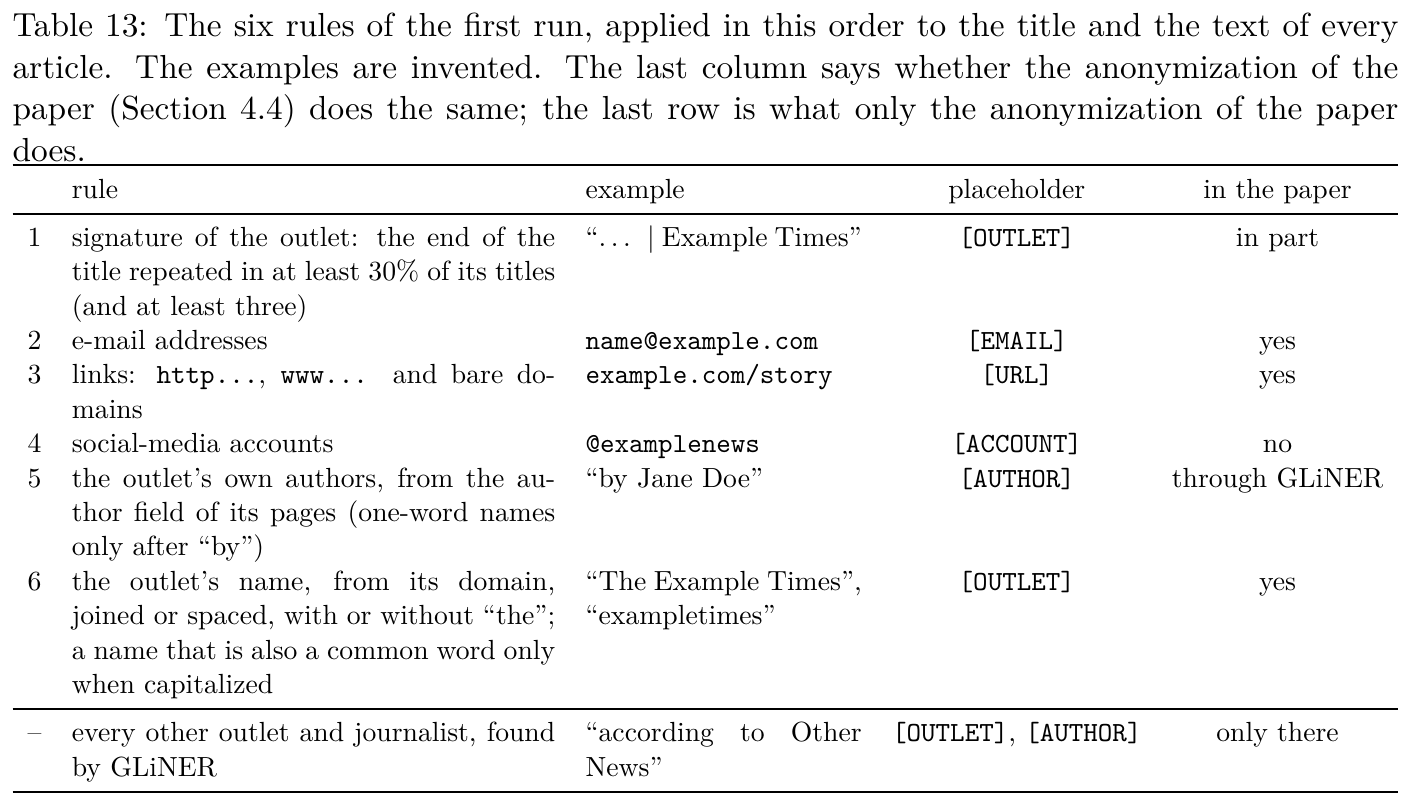 Table 13: The six rules of the first run, applied in this order to the title and the text of every
article. The examples are invented. The last column says whether the anonymization of the
paper (Section 4.4) does the same; the last row is what only the anonymization of the paper
does.
rule example placeholder in the paper
1 signature of the outlet: the end of the “... | Example Times” [OUTLET] in part
title repeated in at least 30% of its titles
(and at least three)
2 e-mail addresses name@example.com [EMAIL] yes
3 links: http..., www... and bare do- example.com/story [URL] yes
mains
4 social-media accounts @examplenews [ACCOUNT] no
5 the outlet’s own authors, from the au- “by Jane Doe” [AUTHOR] through GLiNER
thor field of its pages (one-word names
only after “by”)
6 the outlet’s name, from its domain, “The Example Times”, [OUTLET] yes
joined or spaced, with or without “the”; “exampletimes”
a name that is also a common word only
when capitalized
– every other outlet and journalist, found “according to Other [OUTLET], [AUTHOR] only there
by GLiNER News”